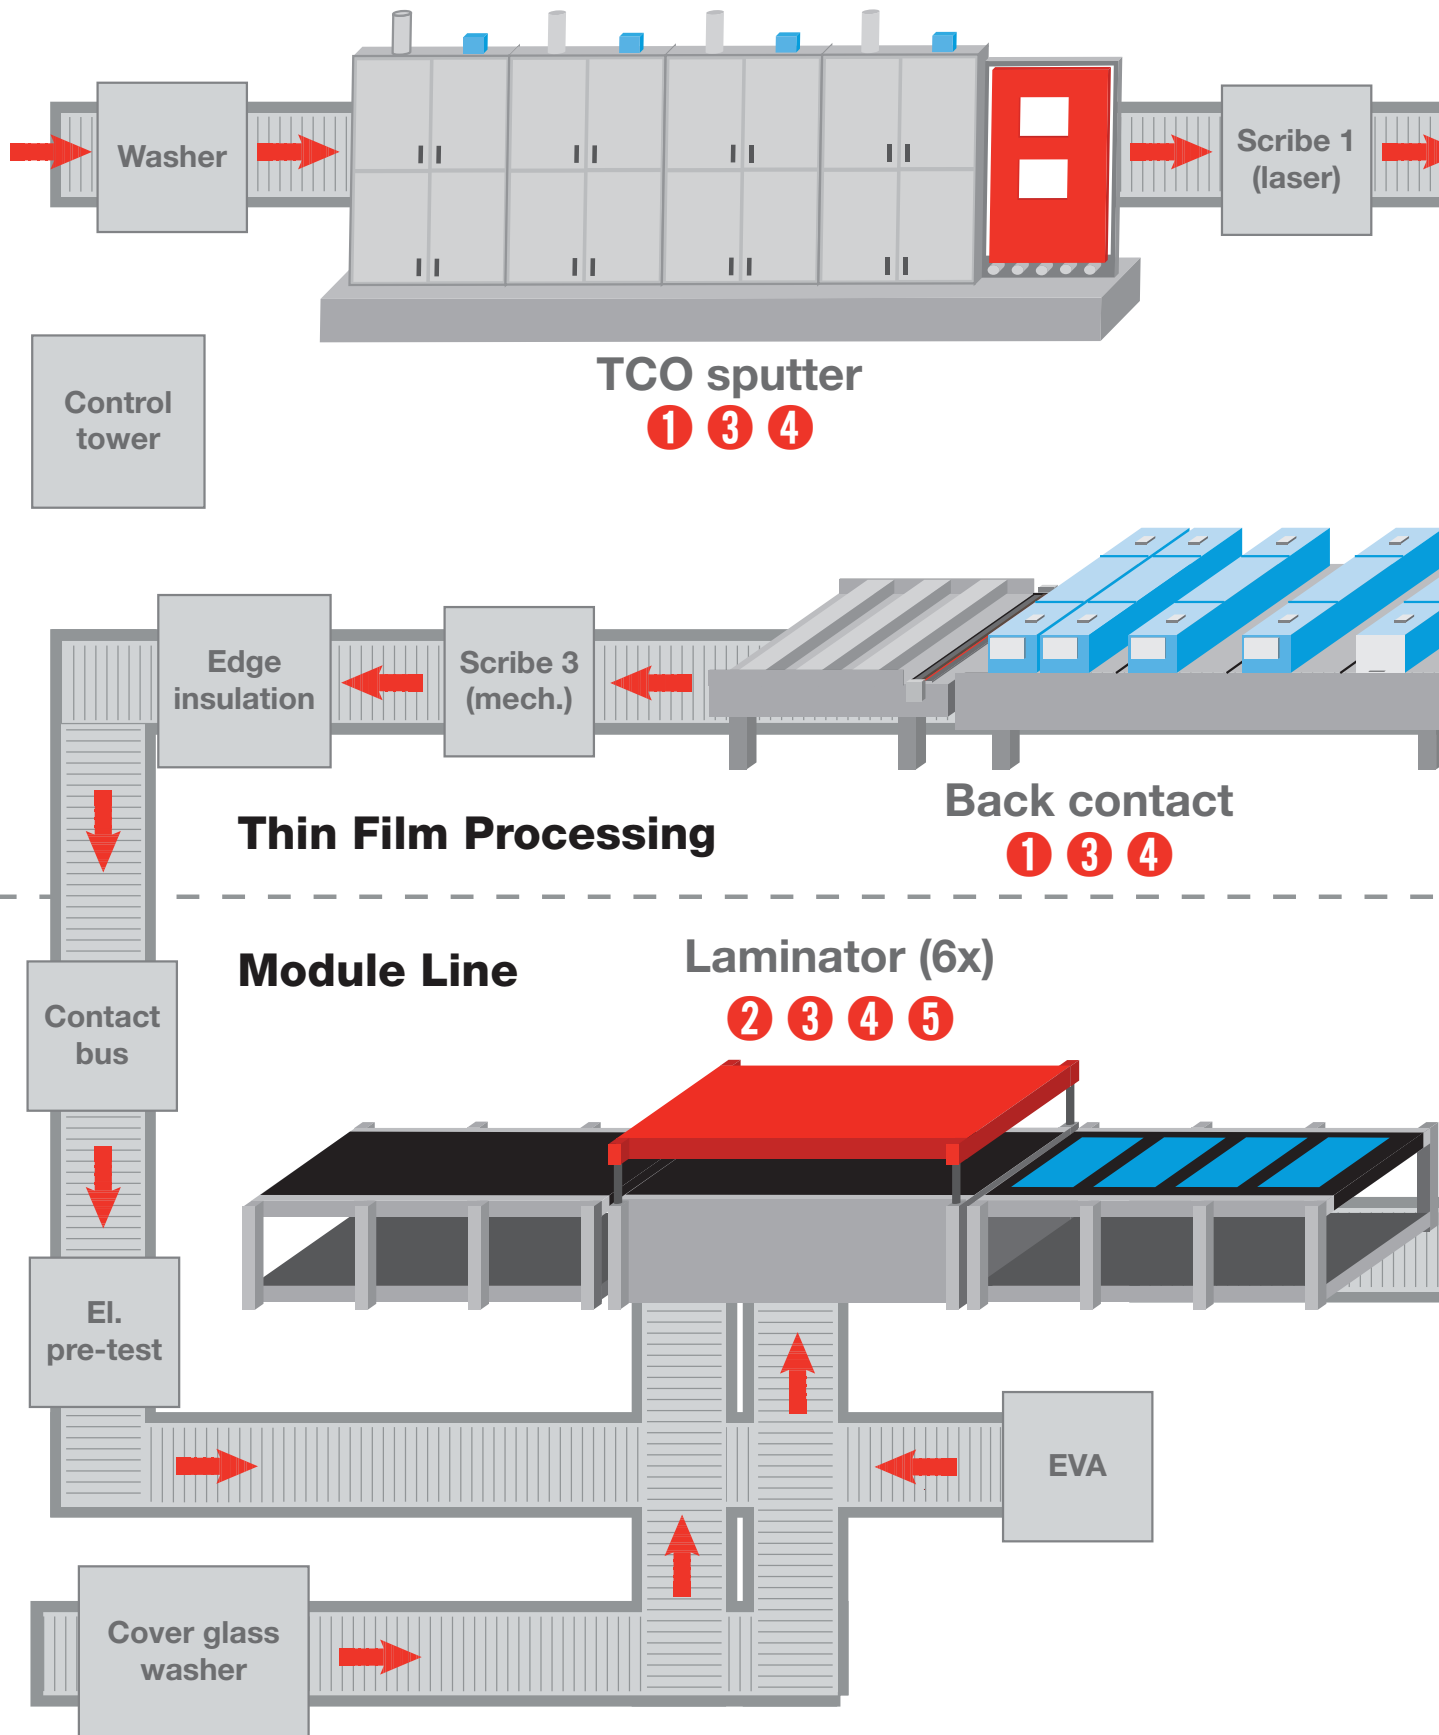 Washer
Scribe 1
(laser)
TCO sputter
1 3 4
Control
tower
Edge
insulation
Scribe 3
(mech.)
Back contact
1 3 4
Thin Film Processing
Module Line
Laminator (6x)
2 3 4 5
Contact
bus
El.
pre-test
EVA
Cover glass
washer